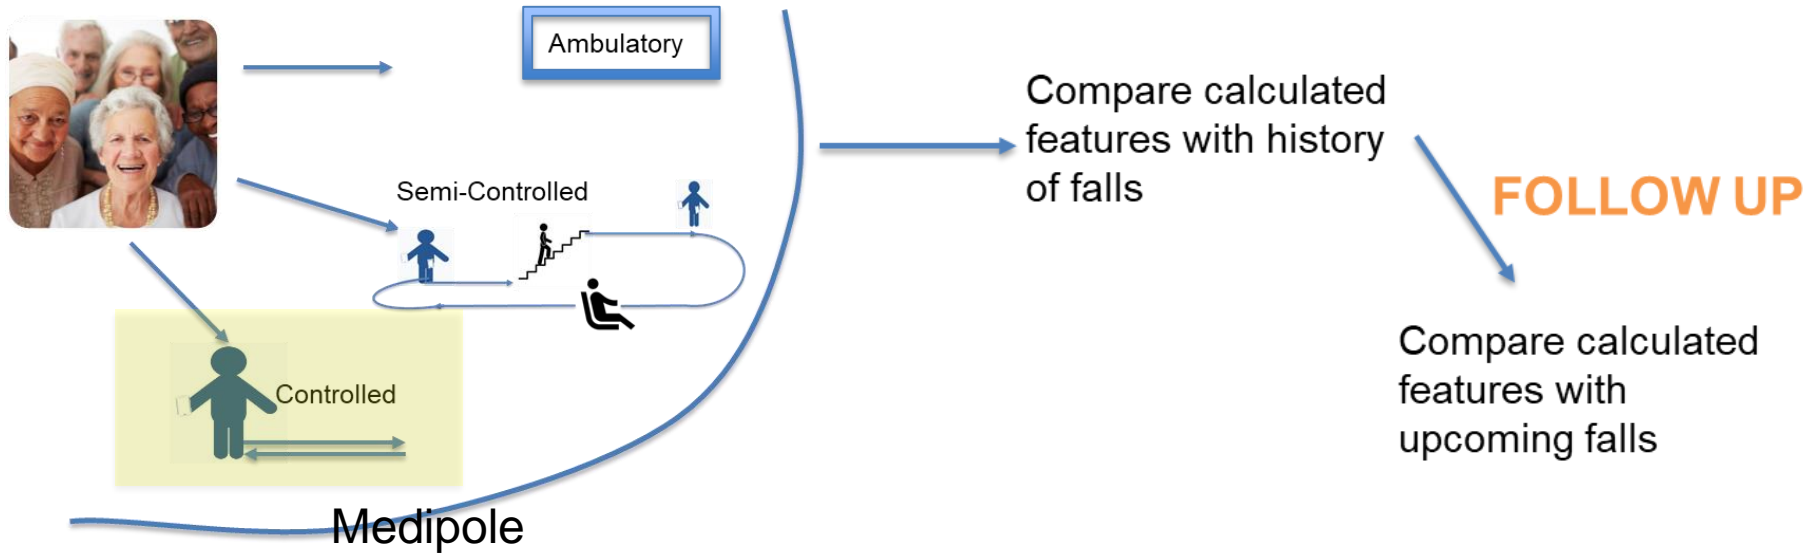 Ambulatory
Semi-Controlled
Controlled
Medipole
Compare calculated
features with history
of falls
FOLLOW UP
Compare calculated
features with
upcoming falls